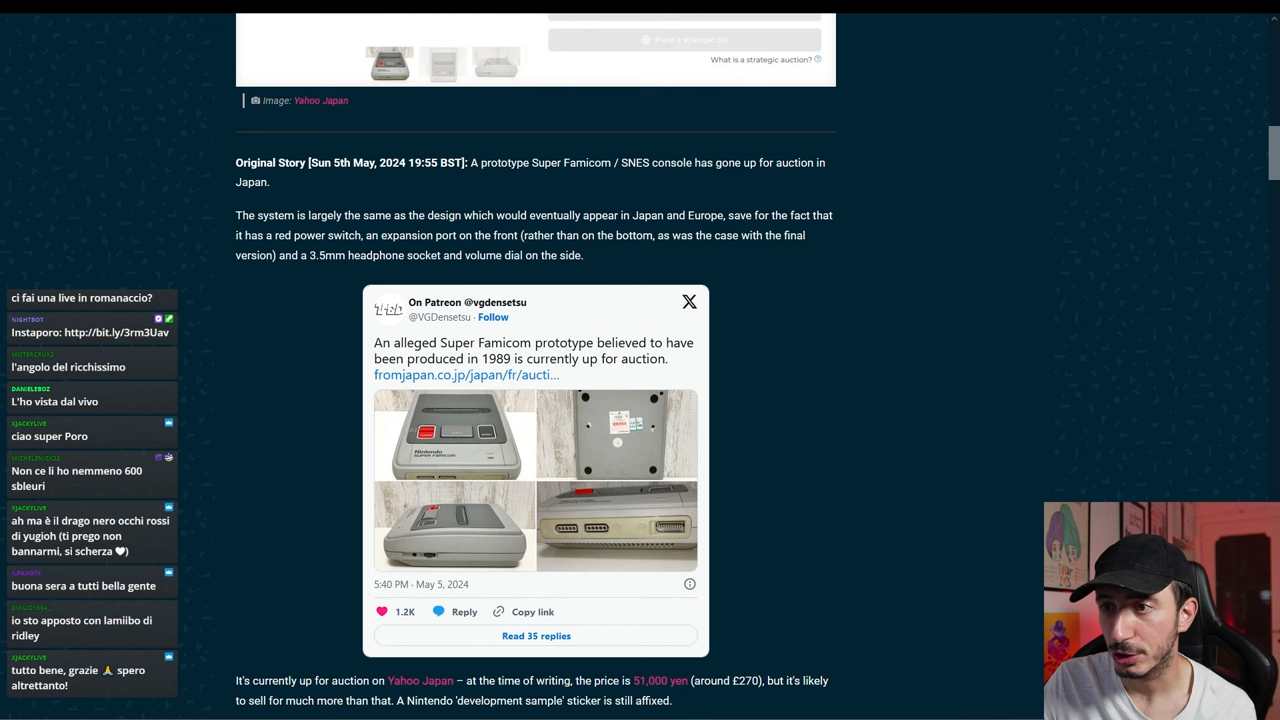 Place a strategic bid
What is a strategic auction?
Image: Yahoo Japan
Original Story [Sun 5th May, 2024 19:55 BST]: A prototype Super Famicom / SNES console has gone up for auction in
Japan.
The system is largely the same as the design which would eventually appear in Japan and Europe, save for the fact that
it has a red power switch, an expansion port on the front (rather than on the bottom, as was the case with the final
version) and a 3.5mm headphone socket and volume dial on the side.
On Patreon @vgdensetsu
@VGDensetsu · Follow
An alleged Super Famicom prototype believed to have
been produced in 1989 is currently up for auction.
fromjapan.co.jp/japan/fr/aucti...
Nintendo
SUPER FAMICOM
5:40 PM · May 5, 2024
1.2K Reply Copy link
Read 35 replies
It's currently up for auction on Yahoo Japan – at the time of writing, the price is 51,000 yen (around £270), but it's likely
to sell for much more than that. A Nintendo 'development sample' sticker is still affixed.
ci fai una live in romanaccio?
NIGHTBOT
Instaporo: http://bit.ly/3rm3Uav
l'angolo del ricchissimo
DANIELEBOZ
L'ho vista dal vivo
XJACKYLIVE
ciao super Poro
Non ce li ho nemmeno 600
sbleuri
XJACKYLIVE
ah ma è il drago nero occhi rossi
di yugioh (ti prego non
bannarmi, si scherza 🤍)
buona sera a tutti bella gente
io sto apposto con lamiibo di
ridley
XJACKYLIVE
tutto bene, grazie 🙏 spero
altrettanto!